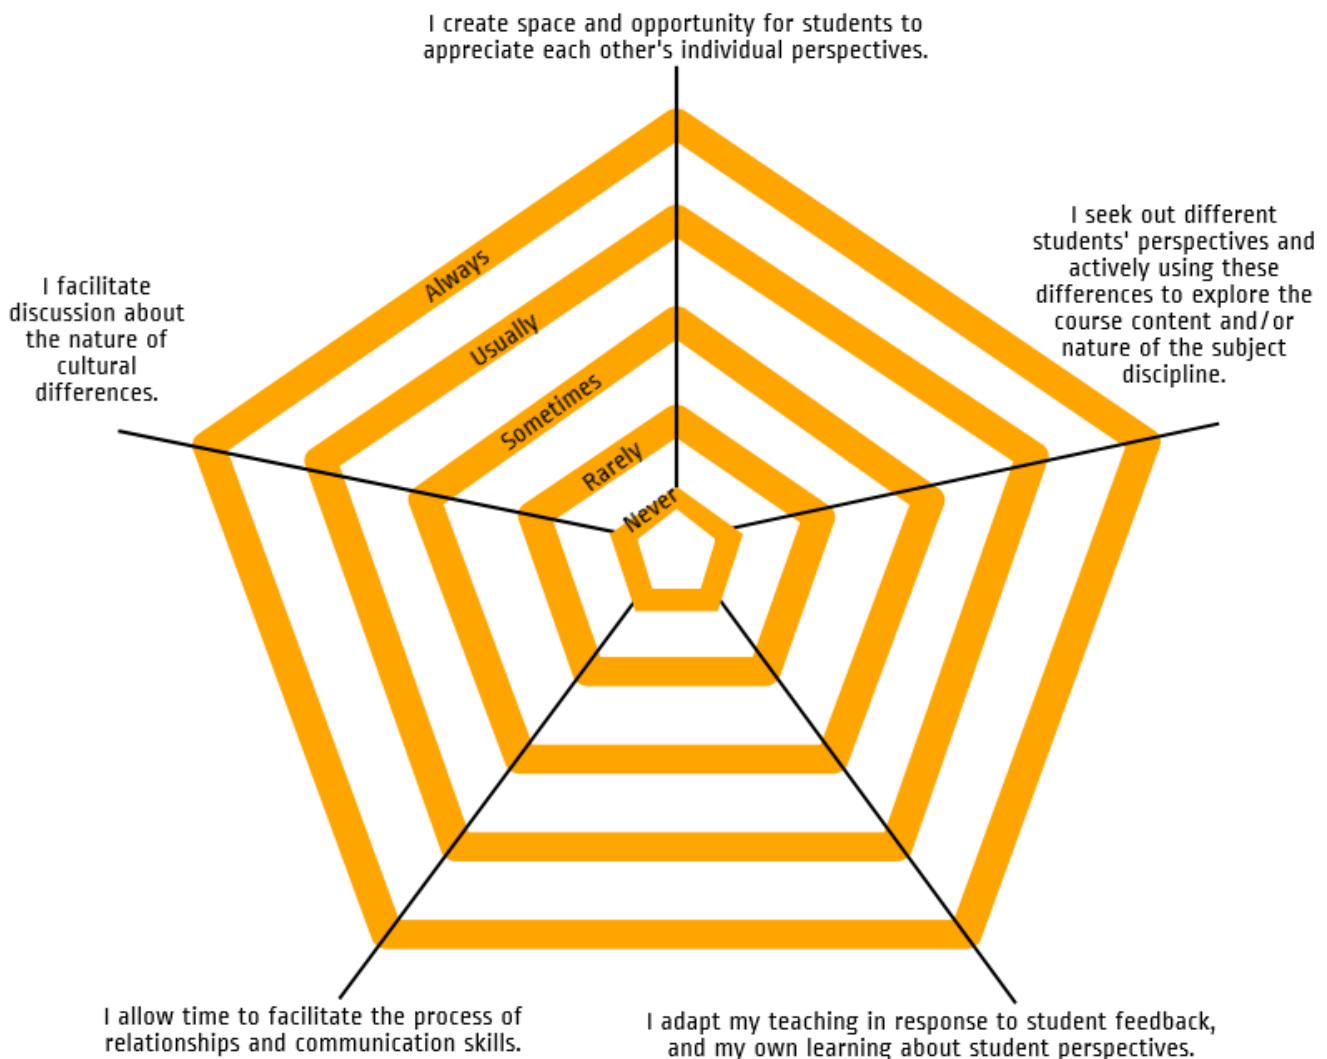 I create space and opportunity for students to
appreciate each other's individual perspectives.
I seek out different
students' perspectives and
actively using these
differences to explore the
course content and/or
nature of the subject
discipline.
I facilitate
discussion about
the nature of
cultural
differences.
Always
Usually
Sometimes
Rarely
Never
I allow time to facilitate the process of
relationships and communication skills.
I adapt my teaching in response to student feedback,
and my own learning about student perspectives.